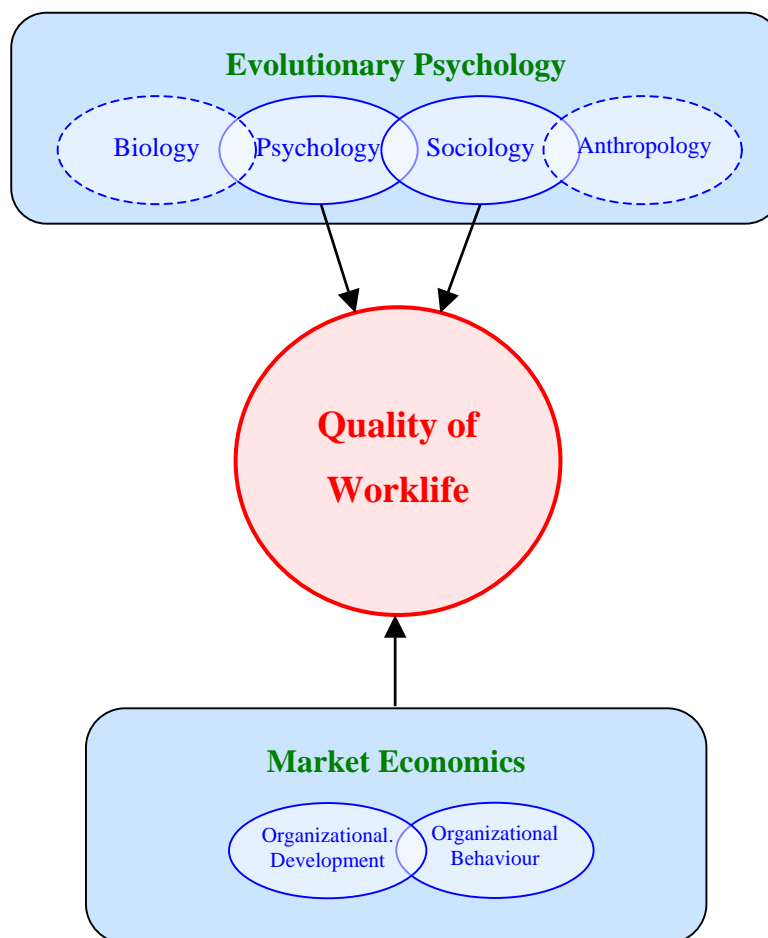 Evolutionary Psychology
Biology
Psychology
Sociology
Anthropology
Quality of
Worklife
Market Economics
Organizational.
Development
Organizational
Behaviour